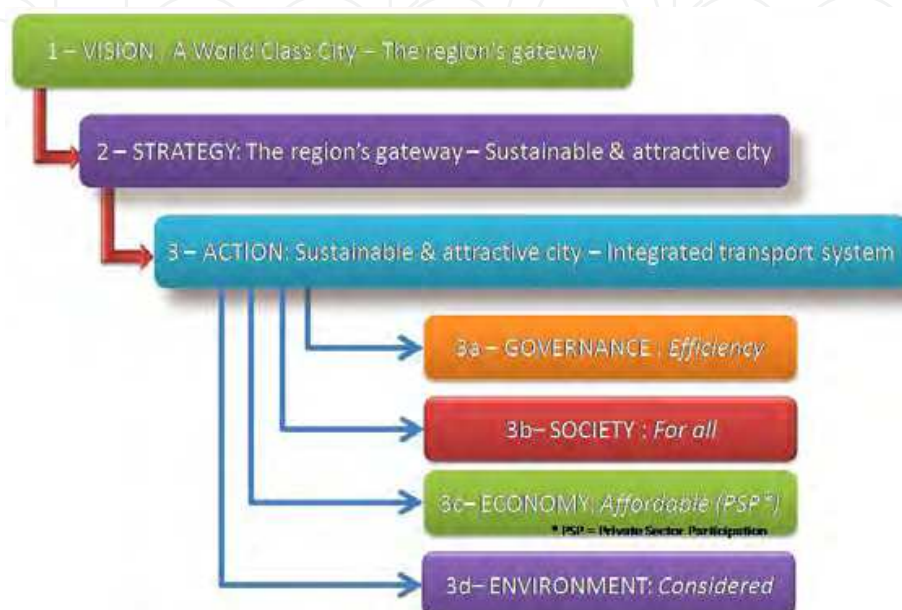 1 – VISION : A World Class City – The region's gateway
2 – STRATEGY: The region's gateway – Sustainable & attractive city
3 – ACTION: Sustainable & attractive city – Integrated transport system
3a – GOVERNANCE : Efficiency
3b– SOCIETY : For all
3c– ECONOMY: Affordable (PSP*)
* PSP = Private Sector Participation
3d– ENVIRONMENT: Considered